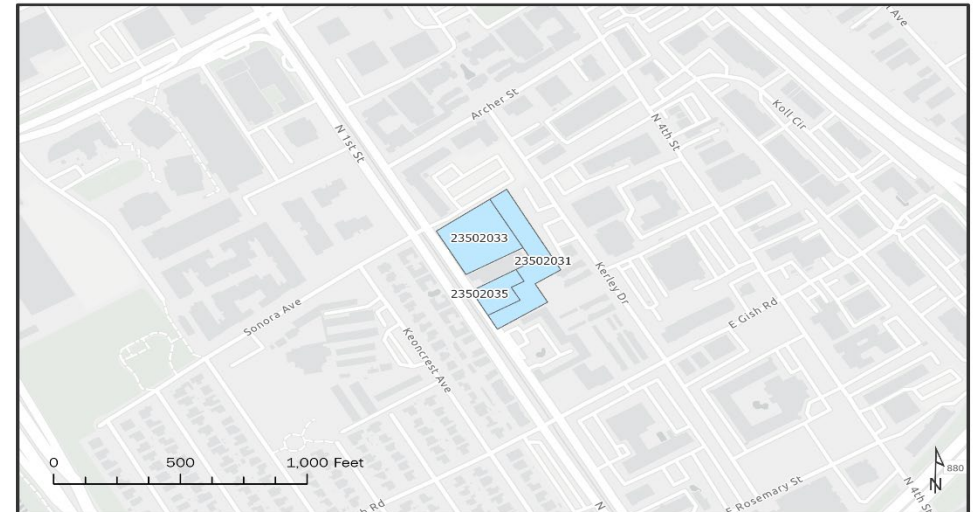 Ave
Koll Cir
Archer St
N 4th St
N 1st St
23502033
23502031
Kerley Dr
23502035
Sonora Ave
E Gish Rd
Keoncrest Ave
0 500 1,000 Feet
N
880
E Rosemary St
N 4th St
Rd
N